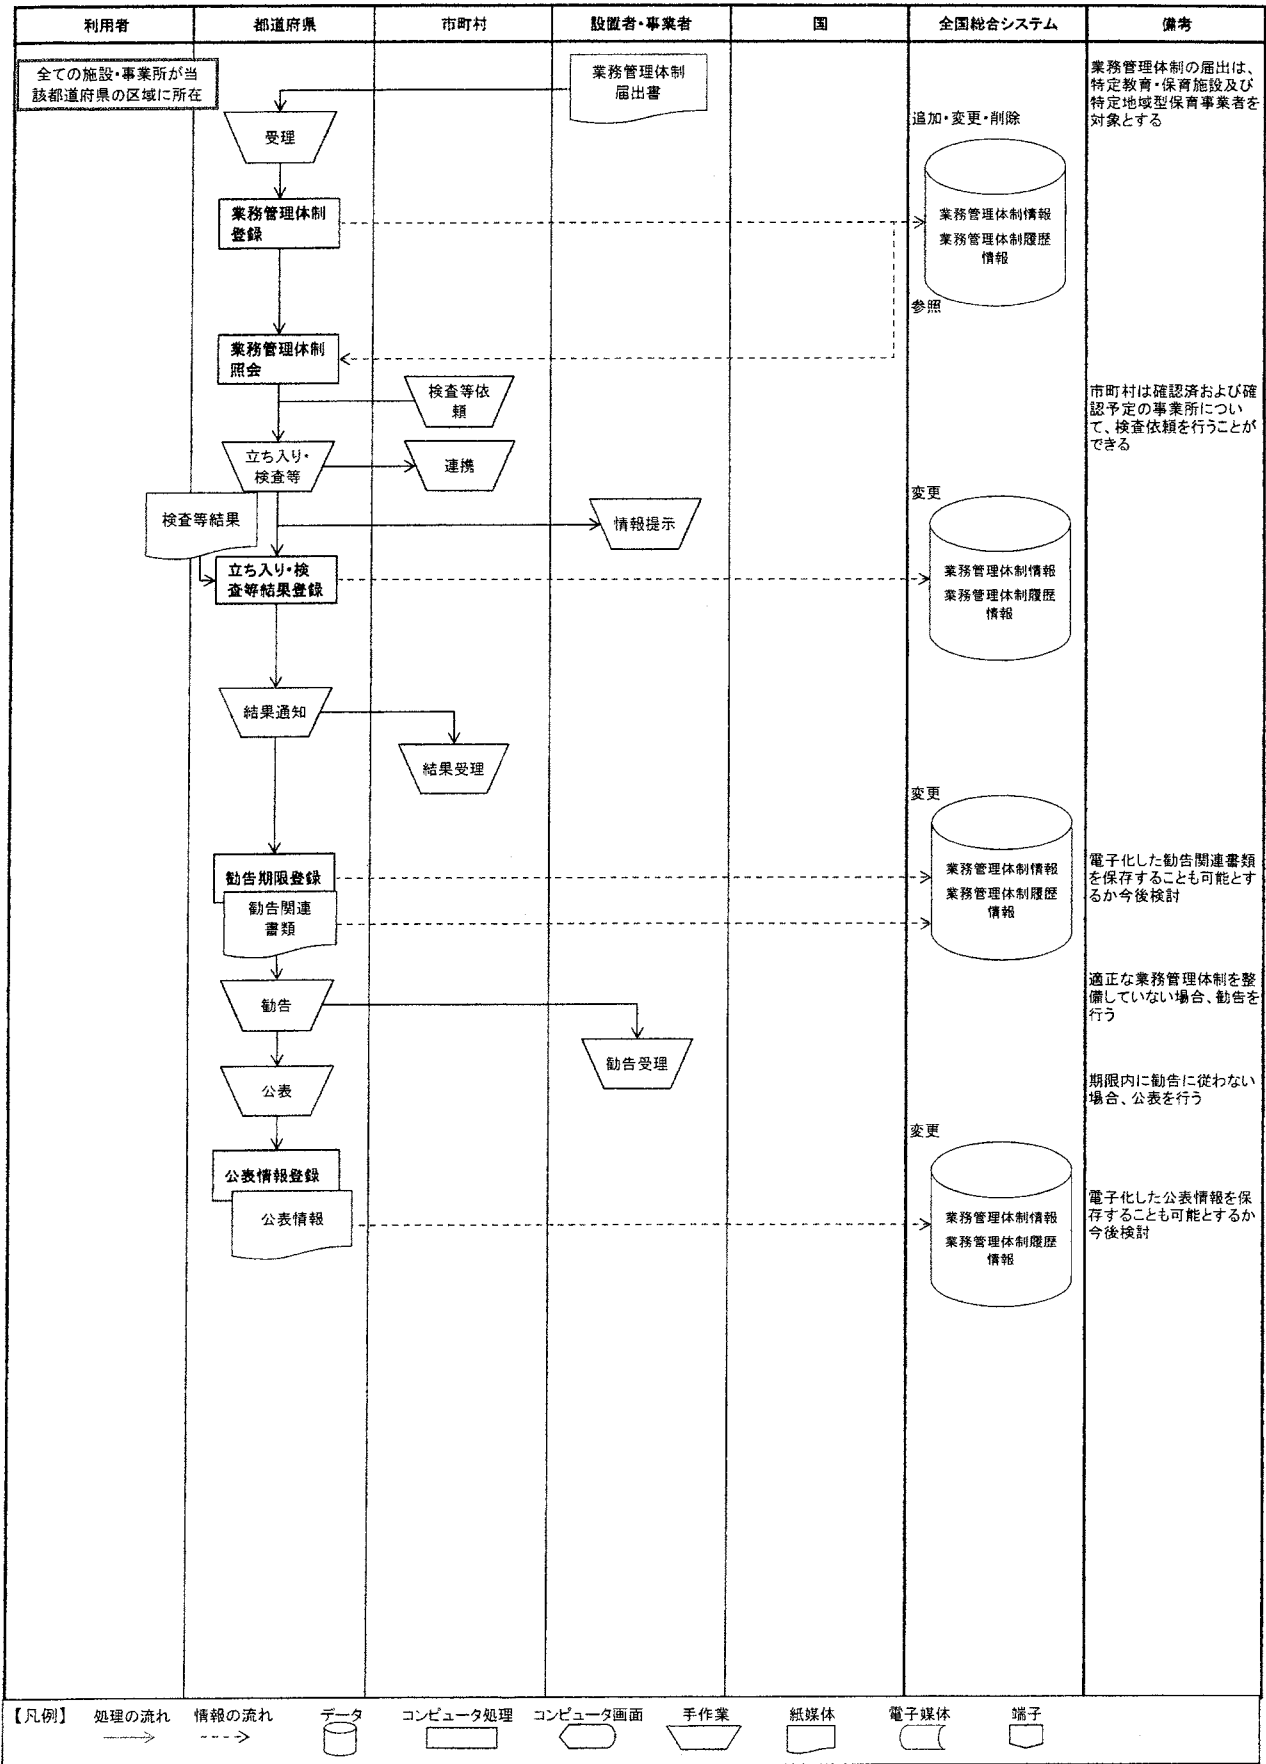 利用者
都道府県
市町村
設置者・事業者
国
全国総合システム
備考
全ての施設・事業所が当
該都道府県の区域に所在
業務管理体制
届出書
業務管理体制の届出は、
特定教育・保育施設及び
特定地域型保育事業者を
対象とする
受理
追加・変更・削除
業務管理体制
登録
業務管理体制情報
業務管理体制履歴
情報
参照
業務管理体制
照会
検査等依
頼
市町村は確認済および確
認予定の事業所につい
て、検査依頼を行うことが
できる
立ち入り・
検査等
連携
変更
検査等結果
情報提示
立ち入り・検
査等結果登録
業務管理体制情報
業務管理体制履歴
情報
結果通知
結果受理
変更
勧告期限登録
勧告関連
書類
業務管理体制情報
業務管理体制履歴
情報
電子化した勧告関連書類
を保存することも可能とす
るか今後検討
勧告
適正な業務管理体制を整
備していない場合、勧告を
行う
勧告受理
公表
期限内に勧告に従わない
場合、公表を行う
変更
公表情報登録
公表情報
業務管理体制情報
業務管理体制履歴
情報
電子化した公表情報を保
存することも可能とするか
今後検討
【凡例】 処理の流れ 情報の流れ データ コンピュータ処理 コンピュータ画面 手作業 紙媒体 電子媒体 端子